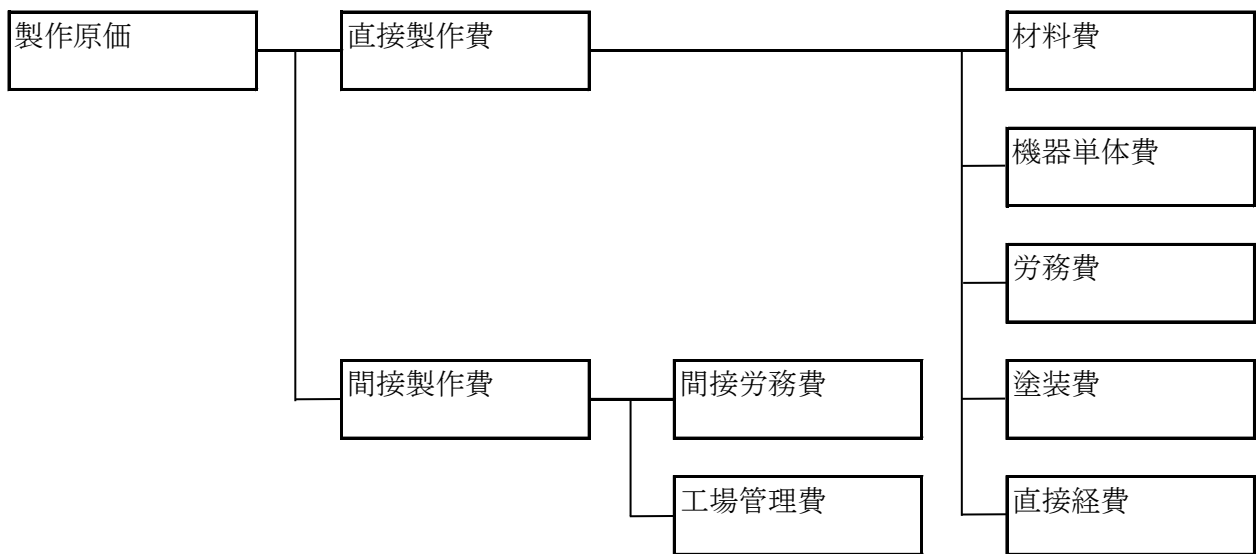 製作原価
直接製作費
材料費
機器単体費
労務費
間接製作費
間接労務費
塗装費
工場管理費
直接経費